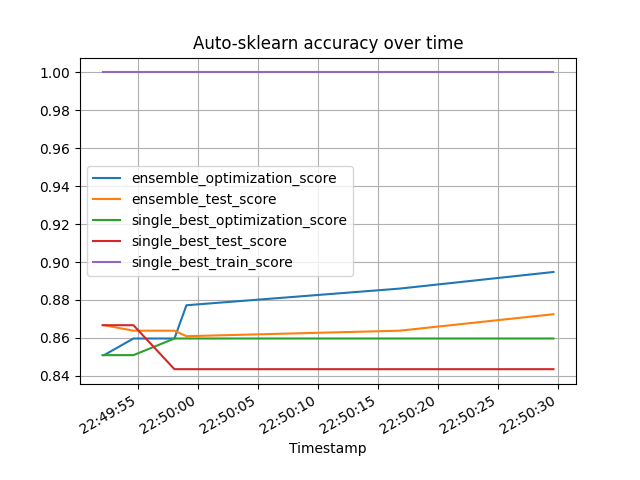 Auto-sklearn accuracy over time
1.00
0.98
0.96
0.94
0.92
0.90
0.88
0.86
0.84
ensemble_optimization_score
ensemble_test_score
single_best_optimization_score
single_best_test_score
single_best_train_score
22:49:55
22:50:00
22:50:05
22:50:10
22:50:15
22:50:20
22:50:25
22:50:30
Timestamp